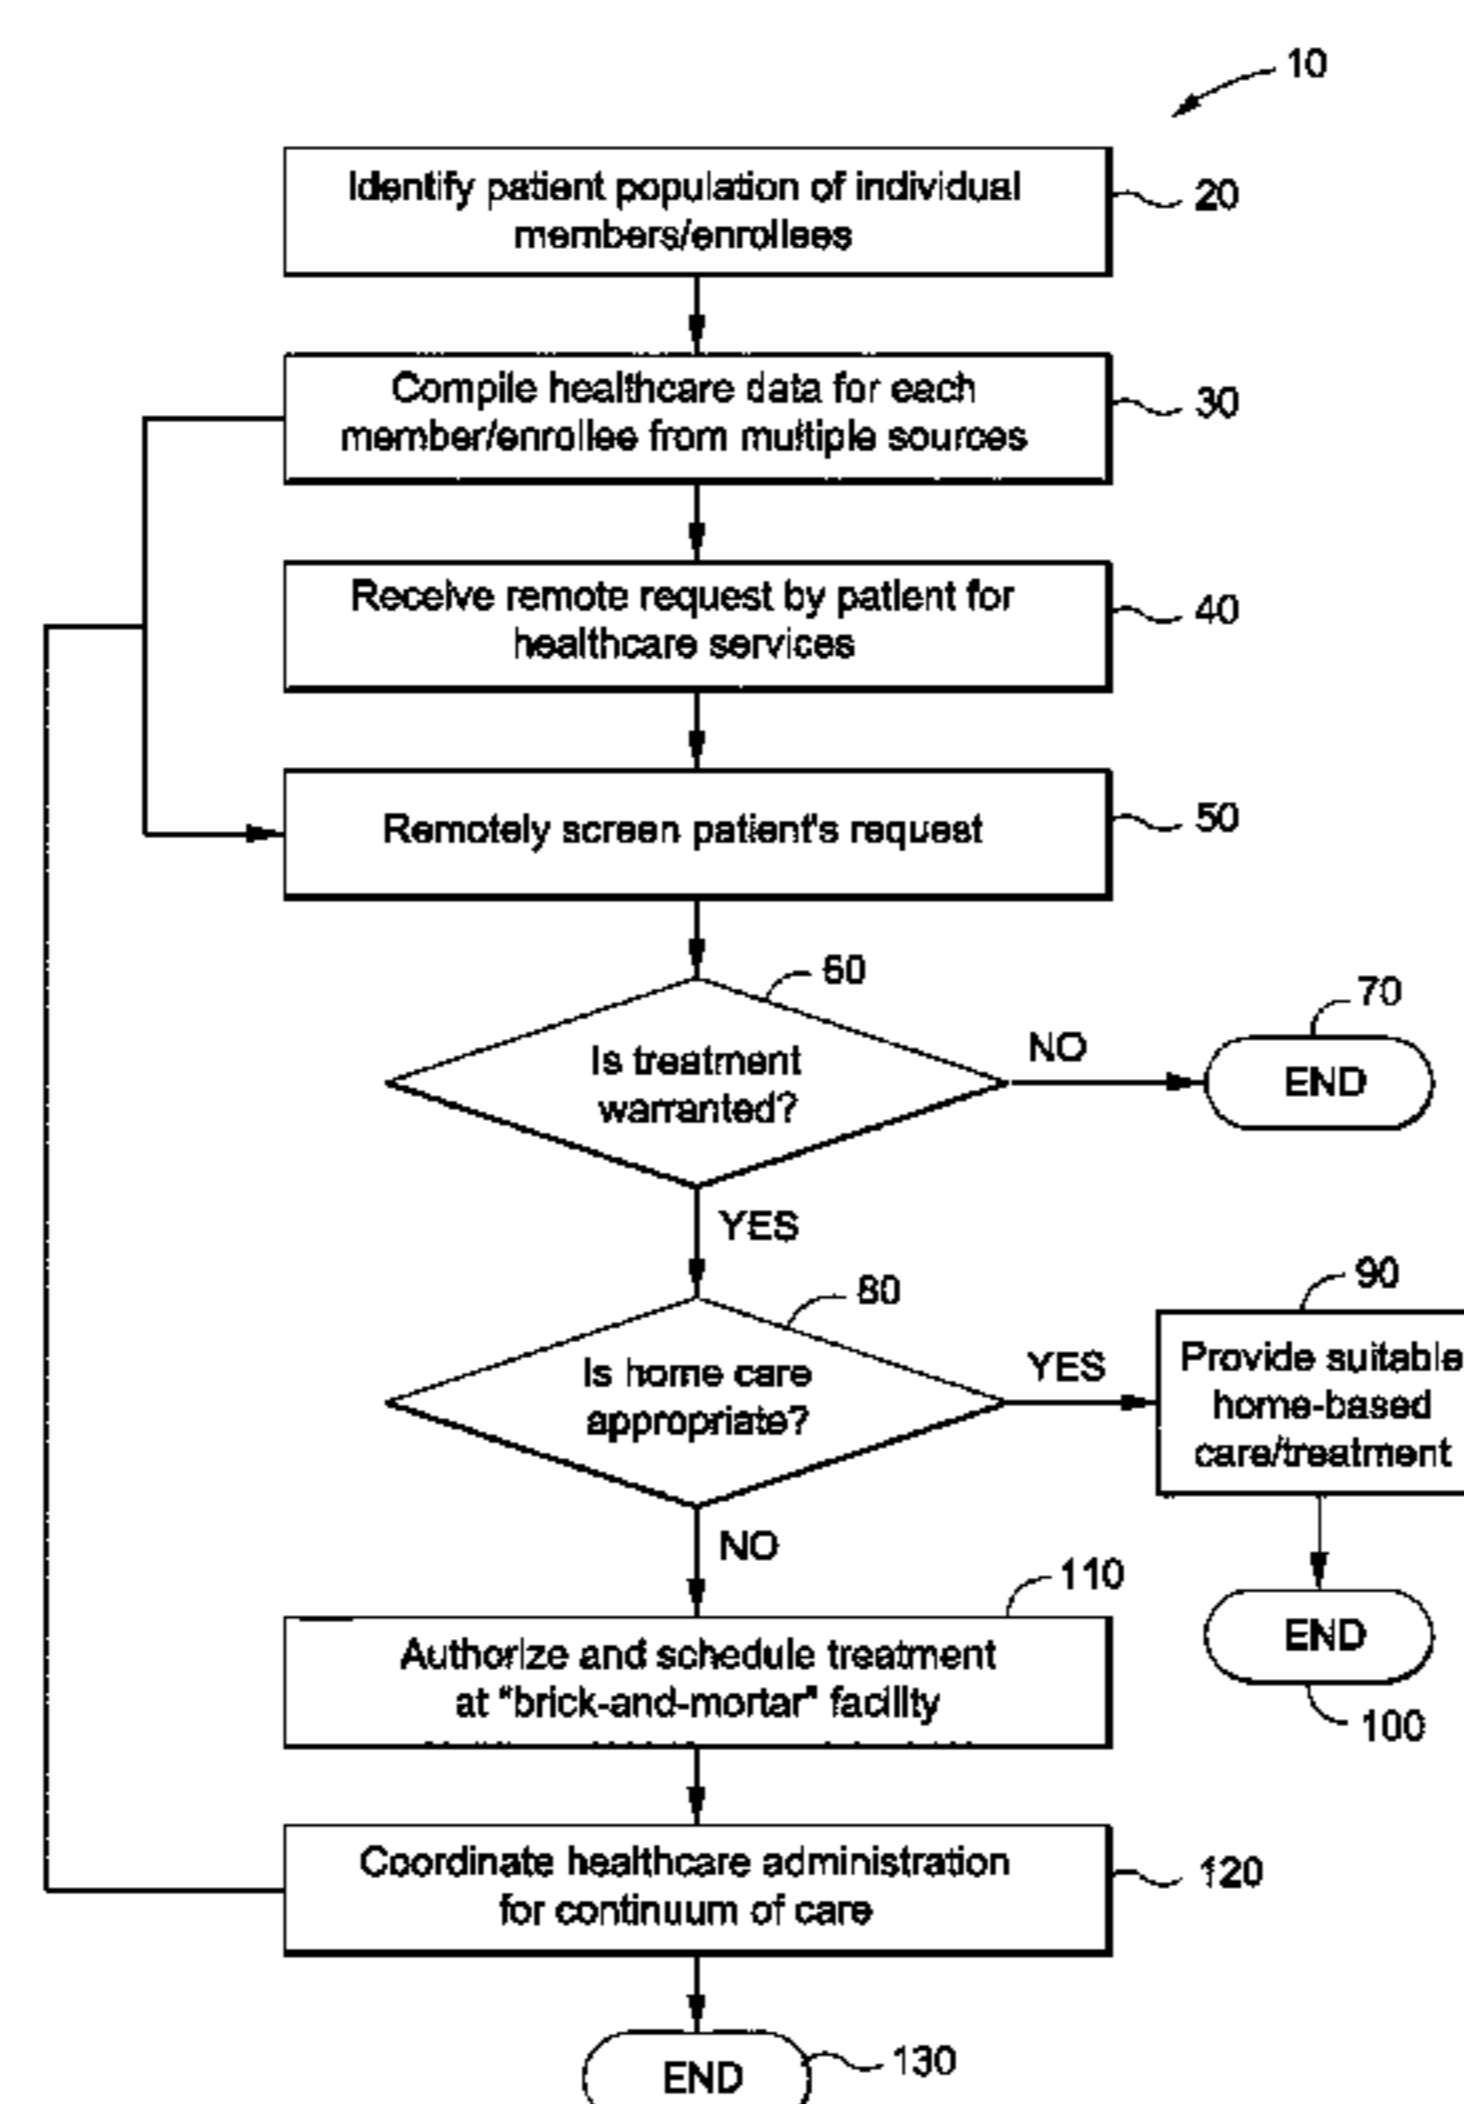 10
Identify patient population of individual
members/enrollees
20
Compile healthcare data for each
member/enrollee from multiple sources
30
Receive remote request by patient for
healthcare services
40
Remotely screen patient's request
50
60
Is treatment
warranted?
NO
70
END
YES
80
Is home care
appropriate?
YES
90
Provide suitable
home-based
care/treatment
END
100
NO
110
Authorize and schedule treatment
at "brick-and-mortar" facility
Coordinate healthcare administration
for continuum of care
120
END
130